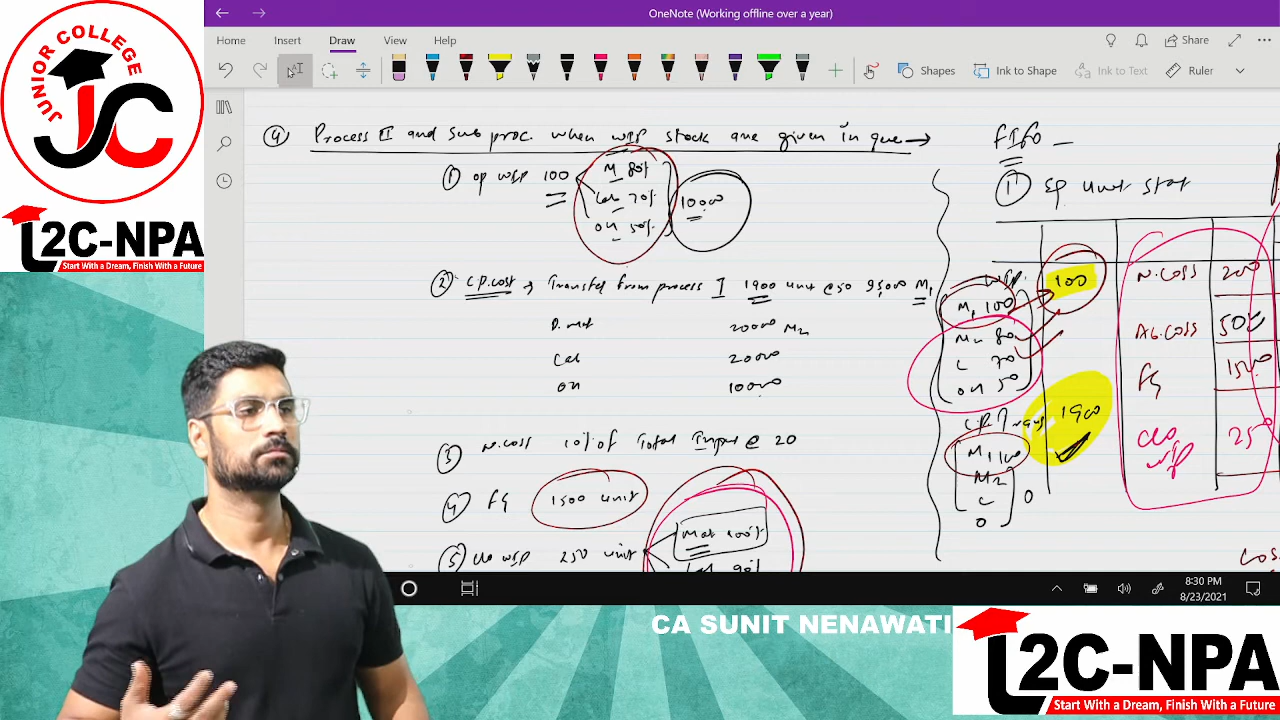 JUNIOR COLLEGE
JC
L2C-NPA
Start With a Dream, Finish With a Future
OneNote (Working offline over a year)
Home Insert Draw View Help
Share
Shapes Ink to Shape Ink to Text Ruler
④ Process II and sub proc. when WIP stock are given in que → FIFO
① op WIP 100
M 80%
Lab 70%
OH 50%
10000
② C.P. cost → Transfer from process I 1900 unit @ 50 95000 M1
D. mat 20000 M2
Lab 20000
OH 10000
③ N. Loss 10% of Total Input @ 20
④ FG 1500 unit
⑤ Clo WIP 250 unit
Mat 100%
Lab 90%
① unit
WIP
M1 100
M2 80
L 70
OH 50
100
1900
M1 100
M2
L
O
0
N. Loss 200
Ab. Loss
FG 1500
Clo WIP 250
8:30 PM
8/23/2021
CA SUNIT NENAWATI
L2C-NPA
Start With a Dream, Finish With a Future